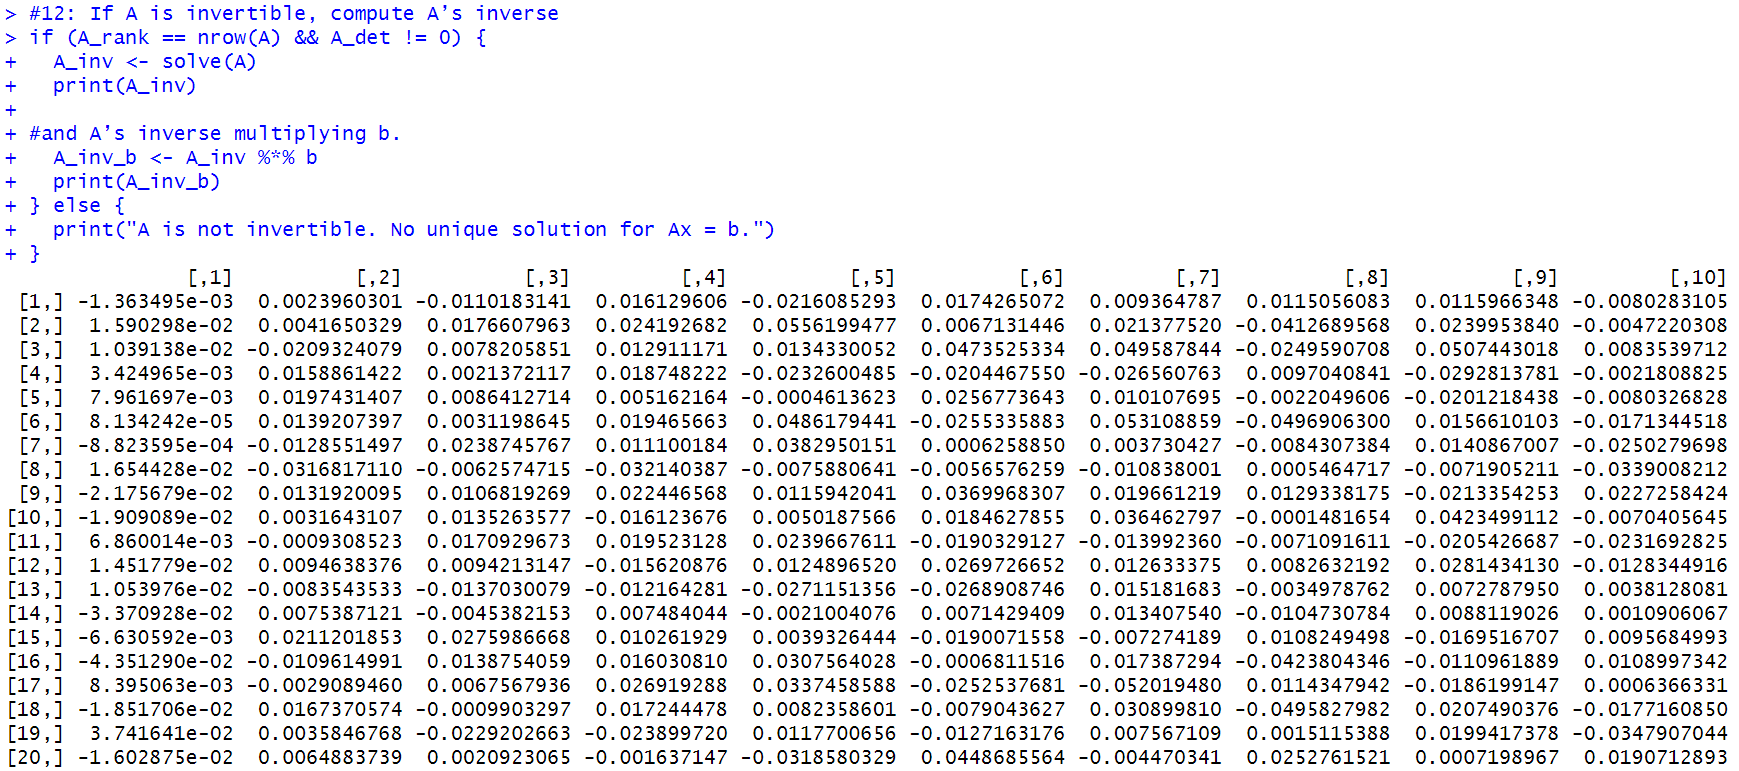 > #12: If A is invertible, compute A’s inverse
> if (A_rank == nrow(A) && A_det != 0) {
+   A_inv <- solve(A)
+   print(A_inv)
+
+ #and A’s inverse multiplying b.
+   A_inv_b <- A_inv %*% b
+   print(A_inv_b)
+ } else {
+   print("A is not invertible. No unique solution for Ax = b.")
+ }
[,1] [,2] [,3] [,4] [,5] [,6] [,7] [,8] [,9] [,10]
[1,] -1.363495e-03 0.0023960301 -0.0110183141 0.016129606 -0.0216085293 0.0174265072 0.009364787 0.0115056083 0.0115966348 -0.0080283105
[2,] 1.590298e-02 0.0041650329 0.0176607963 0.024192682 0.0556199477 0.0067131446 0.021377520 -0.0412689568 0.0239953840 -0.0047220308
[3,] 1.039138e-02 -0.0209324079 0.0078205851 0.012911171 0.0134330052 0.0473525334 0.049587844 -0.0249590708 0.0507443018 0.0083539712
[4,] 3.424965e-03 0.0158861422 0.0021372117 0.018748222 -0.0232600485 -0.0204467550 -0.026560763 0.0097040841 -0.0292813781 -0.0021808825
[5,] 7.961697e-03 0.0197431407 0.0086412714 0.005162164 -0.0004613623 0.0256773643 0.010107695 -0.0022049606 -0.0201218438 -0.0080326828
[6,] 8.134242e-05 0.0139207397 0.0031198645 0.019465663 0.0486179441 -0.0255335883 0.053108859 -0.0496906300 0.0156610103 -0.0171344518
[7,] -8.823595e-04 -0.0128551497 0.0238745767 0.011100184 0.0382950151 0.0006258850 0.003730427 -0.0084307384 0.0140867007 -0.0250279698
[8,] 1.654428e-02 -0.0316817110 -0.0062574715 -0.032140387 -0.0075880641 -0.0056576259 -0.010838001 0.0005464717 -0.0071905211 -0.0339008212
[9,] -2.175679e-02 0.0131920095 0.0106819269 0.022446568 0.0115942041 0.0369968307 0.019661219 0.0129338175 -0.0213354253 0.0227258424
[10,] -1.909089e-02 0.0031643107 0.0135263577 -0.016123676 0.0050187566 0.0184627855 0.036462797 -0.0001481654 0.0423499112 -0.0070405645
[11,] 6.860014e-03 -0.0009308523 0.0170929673 0.019523128 0.0239667611 -0.0190329127 -0.013992360 -0.0071091611 -0.0205426687 -0.0231692825
[12,] 1.451779e-02 0.0094638376 0.0094213147 -0.015620876 0.0124896520 0.0269726652 0.012633375 0.0082632192 0.0281434130 -0.0128344916
[13,] 1.053976e-02 -0.0083543533 -0.0137030079 -0.012164281 -0.0271151356 -0.0268908746 0.015181683 -0.0034978762 0.0072787950 0.0038128081
[14,] -3.370928e-02 0.0075387121 -0.0045382153 0.007484044 -0.0021004076 0.0071429409 0.013407540 -0.0104730784 0.0088119026 0.0010906067
[15,] -6.630592e-03 0.0211201853 0.0275986668 0.010261929 0.0039326444 -0.0190071558 -0.007274189 0.0108249498 -0.0169516707 0.0095684993
[16,] -4.351290e-02 -0.0109614991 0.0138754059 0.016030810 0.0307564028 -0.0006811516 0.017387294 -0.0423804346 -0.0110961889 0.0108997342
[17,] 8.395063e-03 -0.0029089460 0.0067567936 0.026919288 0.0337458588 -0.0252537681 -0.052019480 0.0114347942 -0.0186199147 0.0006366331
[18,] -1.851706e-02 0.0167370574 -0.0009903297 0.017244478 0.0082358601 -0.0079043627 0.030899810 -0.0495827982 0.0207490376 -0.0177160850
[19,] 3.741641e-02 0.0035846768 -0.0229202663 -0.023899720 0.0117700656 -0.0127163176 0.007567109 0.0015115388 0.0199417378 -0.0347907044
[20,] -1.602875e-02 0.0064883739 0.0020923065 -0.001637147 -0.0318580329 0.0448685564 -0.004470341 0.0252761521 0.0007198967 0.0190712893